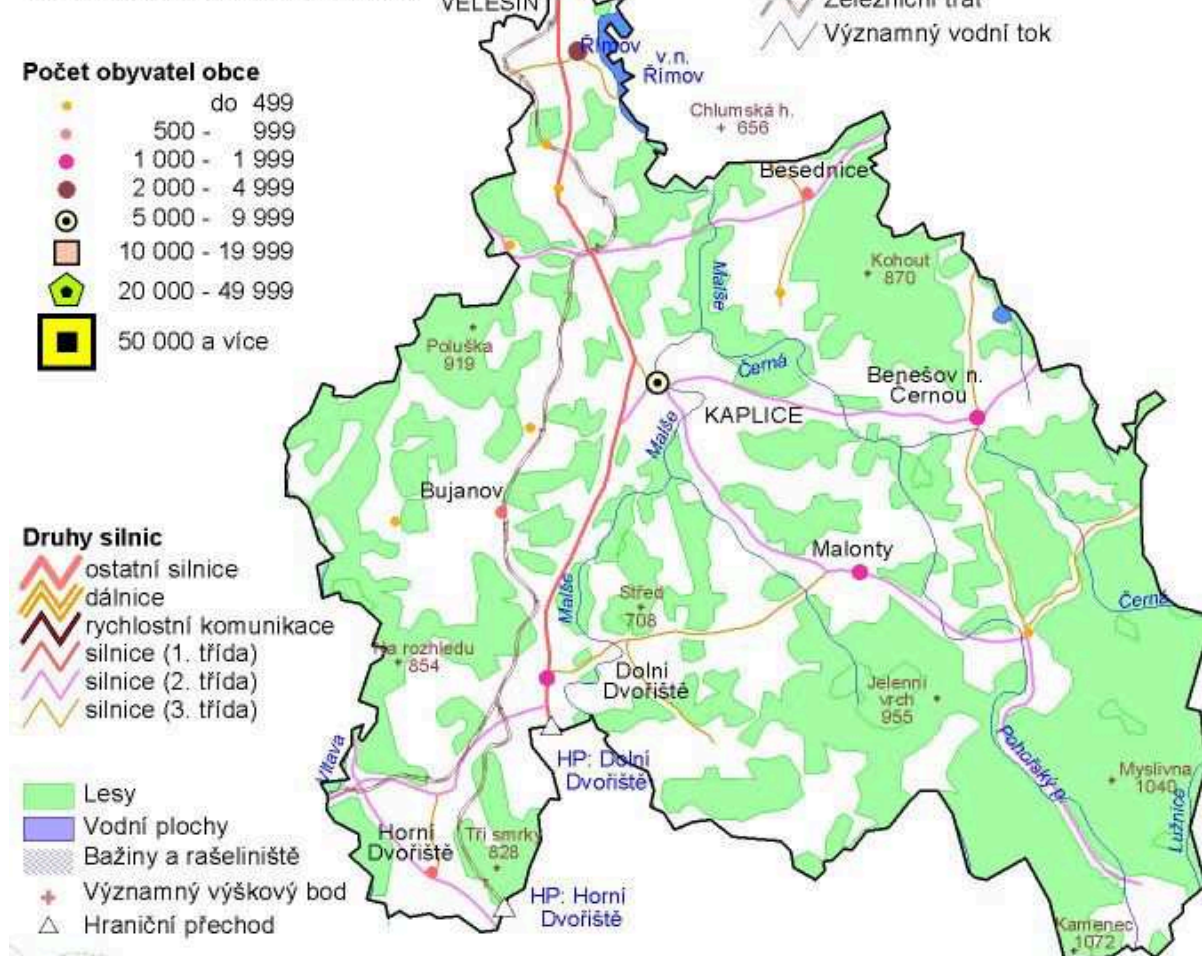 VELEŠÍN
Železniční trať
Významný vodní tok
Počet obyvatel obce
do 499
500 - 999
1 000 - 1 999
2 000 - 4 999
5 000 - 9 999
10 000 - 19 999
20 000 - 49 999
50 000 a více
Římov
v.n.
Římov
Chlumská h.
656
Besednice
Kohout
870
Malše
Poluška
919
Černá
Benešov n.
Černou
KAPLICE
Malše
Bujanov
Druhy silnic
ostatní silnice
dálnice
rychlostní komunikace
silnice (1. třída)
silnice (2. třída)
silnice (3. třída)
Malonty
Malše
Střed
708
Černá
Na rozhledu
854
Dolní
Dvořiště
Jelenní
vrch
955
Pohořský p.
Myslivna
1040
Lužnice
Vltava
HP: Dolní
Dvořiště
Lesy
Vodní plochy
Bažiny a rašeliniště
Významný výškový bod
Hraniční přechod
Horní
Dvořiště
Tři smrky
828
HP: Horní
Dvořiště
Kamenec
1072